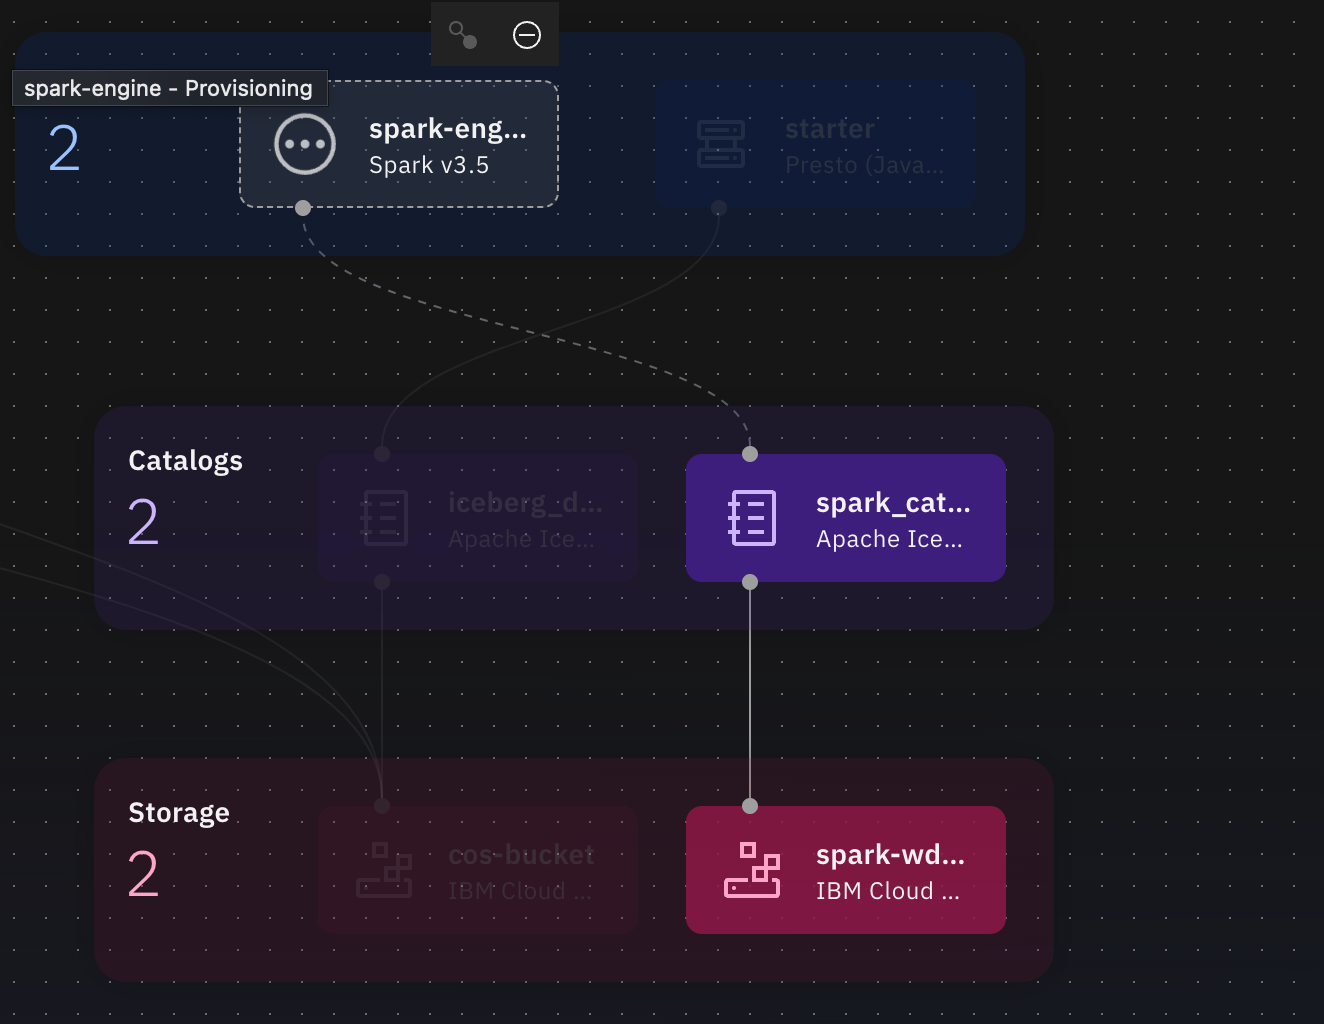 spark-engine - Provisioning
2
spark-eng...
Spark v3.5
starter
Presto (Java...
Catalogs
2
iceberg_d...
Apache Ice...
spark_cat...
Apache Ice...
Storage
2
cos-bucket
IBM Cloud ...
spark-wd...
IBM Cloud ...